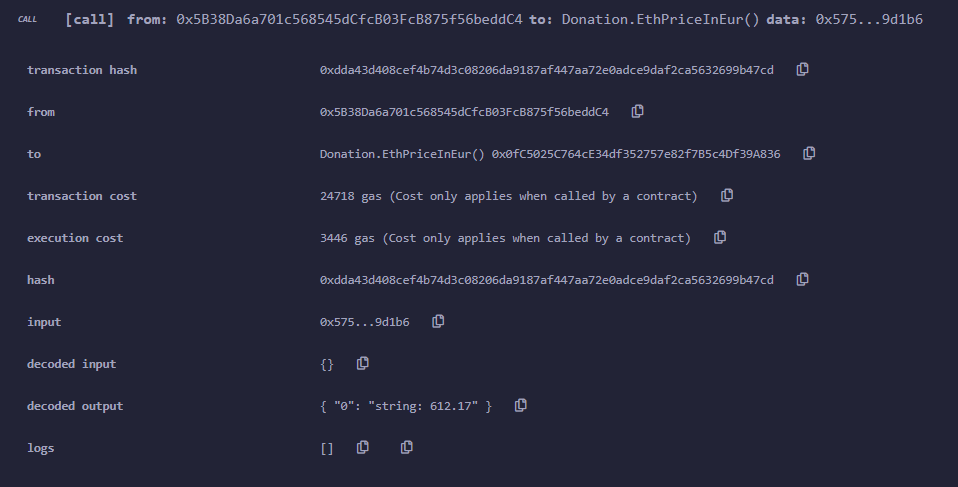 CALL [call] from: 0x5B38Da6a701c568545dCfcB03FcB875f56beddC4 to: Donation.EthPriceInEur() data: 0x575...9d1b6
transaction hash 0xdda43d408cef4b74d3c08206da9187af447aa72e0adce9daf2ca5632699b47cd
from 0x5B38Da6a701c568545dCfcB03FcB875f56beddC4
to Donation.EthPriceInEur() 0x0fC5025C764cE34df352757e82f7B5c4Df39A836
transaction cost 24718 gas (Cost only applies when called by a contract)
execution cost 3446 gas (Cost only applies when called by a contract)
hash 0xdda43d408cef4b74d3c08206da9187af447aa72e0adce9daf2ca5632699b47cd
input 0x575...9d1b6
decoded input {}
decoded output { "0": "string: 612.17" }
logs []